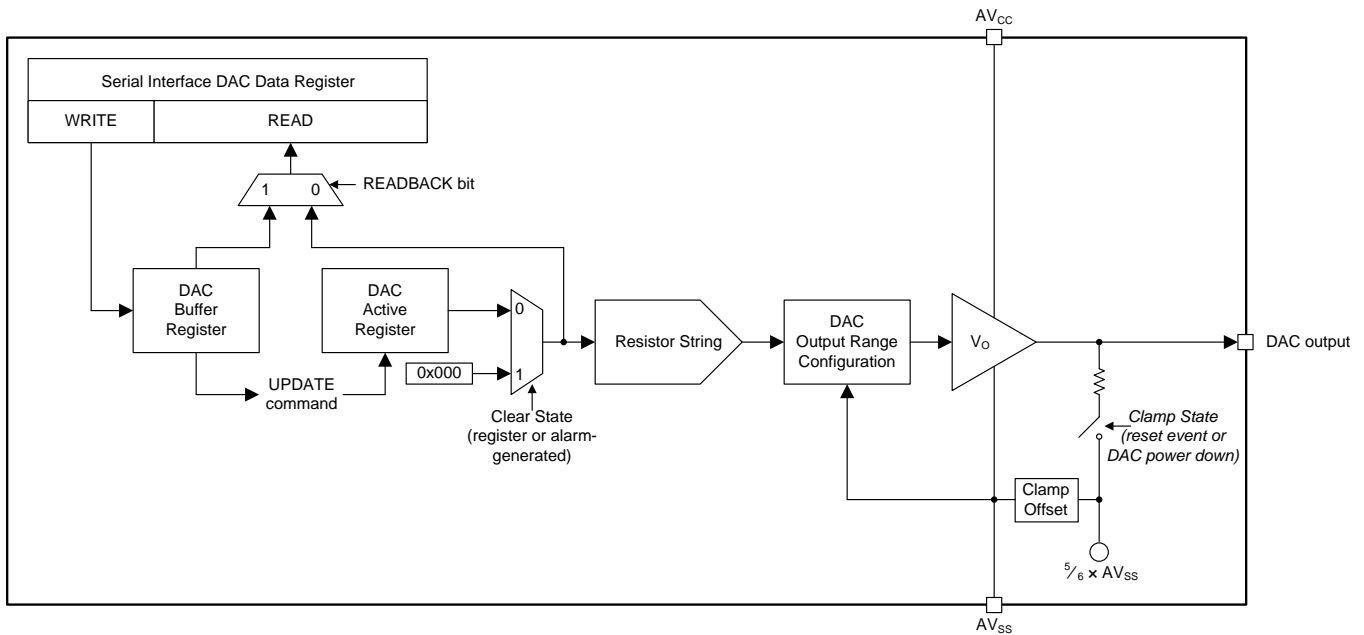 AVCC
Serial Interface DAC Data Register
WRITE
READ
1
0
READBACK bit
DAC
Buffer
Register
DAC
Active
Register
0
1
0x000
UPDATE
command
Clear State
(register or alarm-
generated)
Resistor String
DAC
Output Range
Configuration
VO
DAC output
Clamp State
(reset event or
DAC power down)
Clamp
Offset
5/6 × AVSS
AVSS